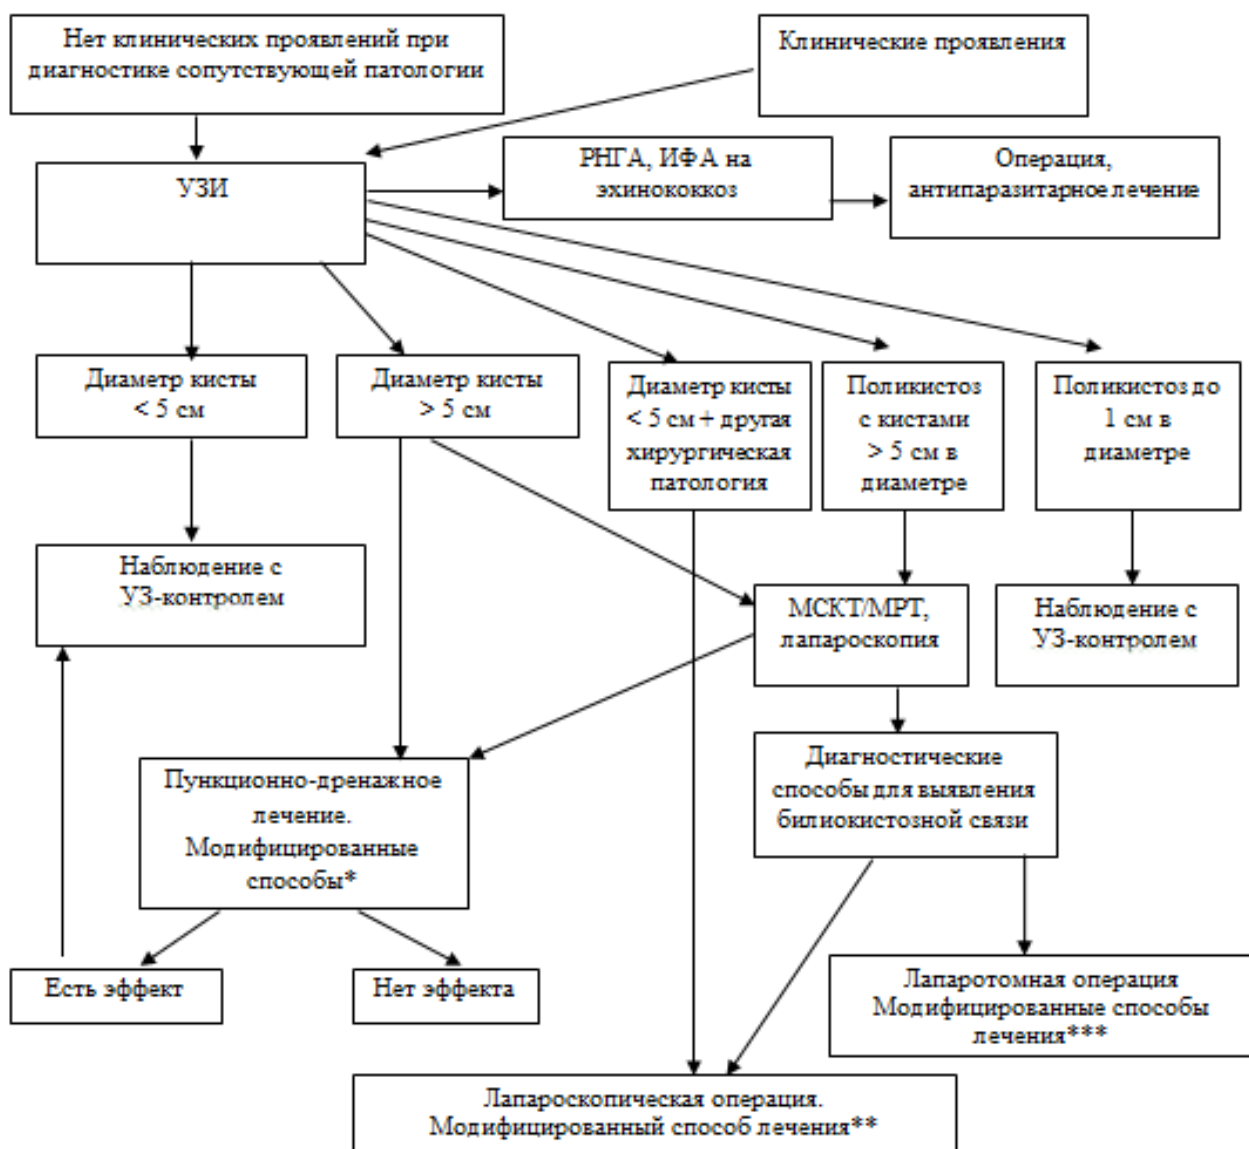 Нет клинических проявлений при
диагностике сопутствующей патологии
Клинические проявления
УЗИ
РНГА, ИФА на
эхинококкоз
Операция,
антипаразитарное лечение
Диаметр кисты
< 5 см
Диаметр кисты
> 5 см
Диаметр кисты
< 5 см + другая
хирургическая
патология
Поликистоз
с кистами
> 5 см в
диаметре
Поликистоз до
1 см в
диаметре
Наблюдение с
УЗ-контролем
МСКТ/МРТ,
лапароскопия
Наблюдение с
УЗ-контролем
Пункционно-дренажное
лечение.
Модифицированные
способы*
Диагностические
способы для выявления
билиокистозной связи
Есть эффект
Нет эффекта
Лапаротомная операция
Модифицированные способы
лечения***
Лапароскопическая операция.
Модифицированный способ лечения**